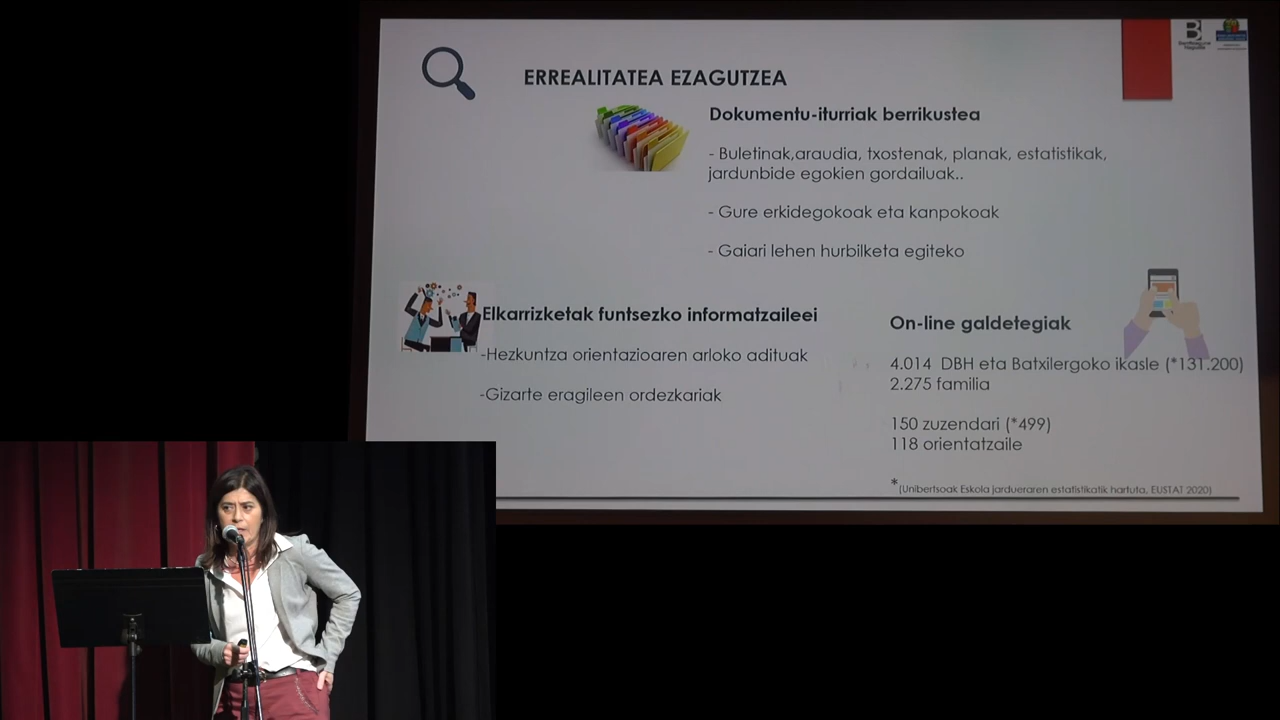 ERREALITATEA EZAGUTZEA
Dokumentu-iturriak berrikustea
- Buletinak,araudia, txostenak, planak, estatistikak,
jardunbide egokien gordailuak..
- Gure erkidegokoak eta kanpokoak
- Gaiari lehen hurbilketa egiteko
Elkarrizketak funtsezko informatzaileei
-Hezkuntza orientazioaren arloko adituak
-Gizarte eragileen ordezkariak
On-line galdetegiak
4.014 DBH eta Batxilergoko ikasle (*131.200)
2.275 familia
150 zuzendari (*499)
118 orientatzaile
*(Unibertsoak Eskola jardueraren estatistikatik hartuta, EUSTAT 2020)